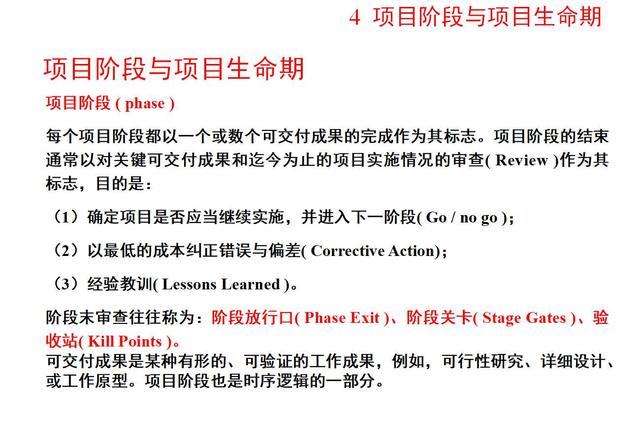 4 项目阶段与项目生命期
项目阶段与项目生命期
项目阶段 ( phase )
每个项目阶段都以一个或数个可交付成果的完成作为其标志。项目阶段的结束
通常以对关键可交付成果和迄今为止的项目实施情况的审查( Review )作为其
标志，目的是：
（1）确定项目是否应当继续实施，并进入下一阶段( Go / no go )；
（2）以最低的成本纠正错误与偏差( Corrective Action)；
（3）经验教训( Lessons Learned )。
阶段末审查往往称为：阶段放行口( Phase Exit )、阶段关卡( Stage Gates )、验
收站( Kill Points )。
可交付成果是某种有形的、可验证的工作成果，例如，可行性研究、详细设计、
或工作原型。项目阶段也是时序逻辑的一部分。